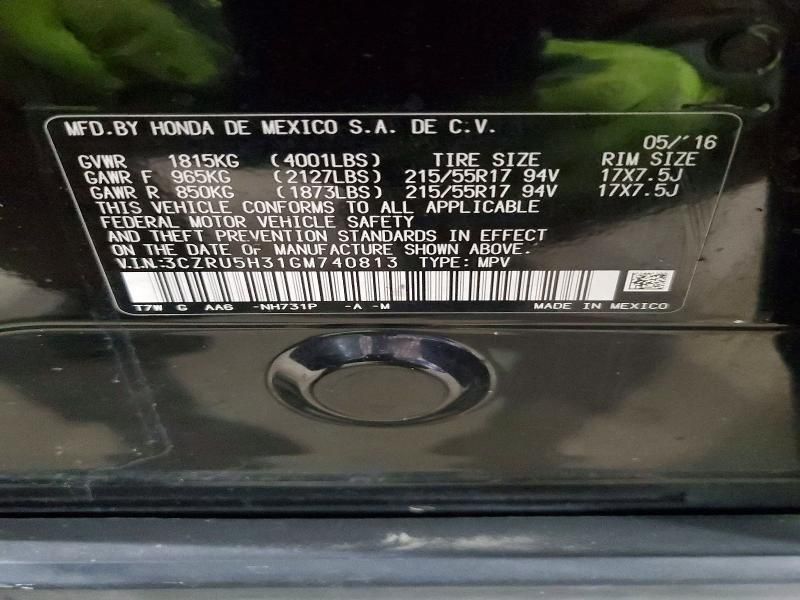 MFD.BY HONDA DE MEXICO S.A. DE C.V.
05/'16
GVWR 1815KG (4001LBS) TIRE SIZE RIM SIZE
GAWR F 965KG (2127LBS) 215/55R17 94V 17X7.5J
GAWR R 850KG (1873LBS) 215/55R17 94V 17X7.5J
THIS VEHICLE CONFORMS TO ALL APPLICABLE
FEDERAL MOTOR VEHICLE SAFETY
AND THEFT PREVENTION STANDARDS IN EFFECT
ON THE DATE OF MANUFACTURE SHOWN ABOVE.
V.I.N.:3CZRU5H31GM740813 TYPE: MPV
T7W G AA6 -NH731P -A -M MADE IN MEXICO